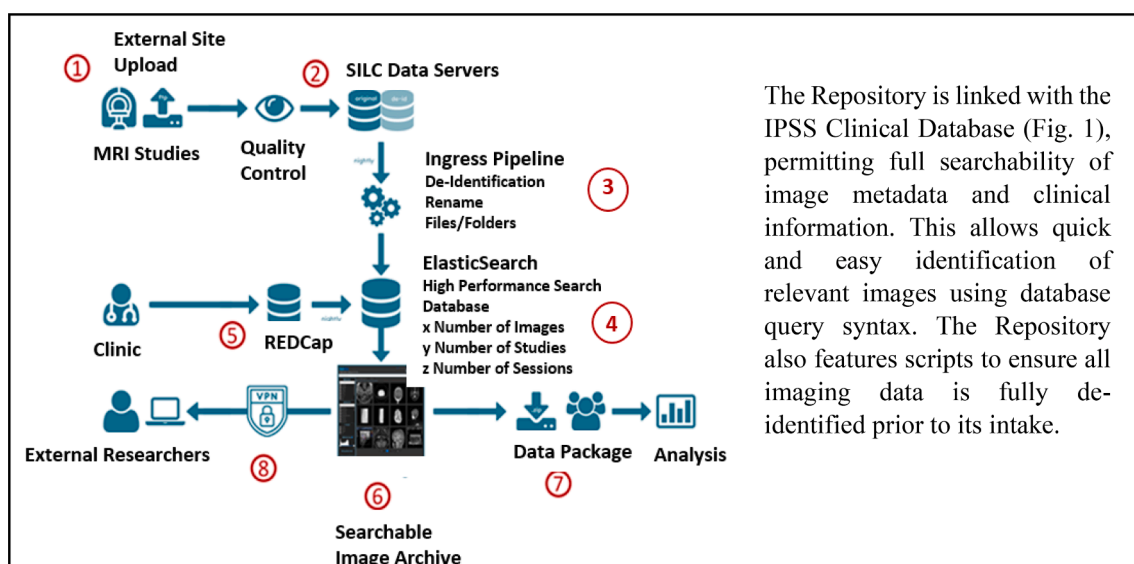 External Site
Upload
①
MRI Studies
Quality
Control
②
SILC Data Servers
original
de-id
nightly
Ingress Pipeline
De-Identification
Rename
Files/Folders
3
ElasticSearch
High Performance Search
Database
x Number of Images
y Number of Studies
z Number of Sessions
4
Clinic
⑤
REDCap
nightly
VPN
External Researchers
⑧
⑥
Searchable
Image Archive
Data Package
⑦
Analysis
The Repository is linked with the
IPSS Clinical Database (Fig. 1),
permitting full searchability of
image metadata and clinical
information. This allows quick
and easy identification of
relevant images using database
query syntax. The Repository
also features scripts to ensure all
imaging data is fully de-
identified prior to its intake.